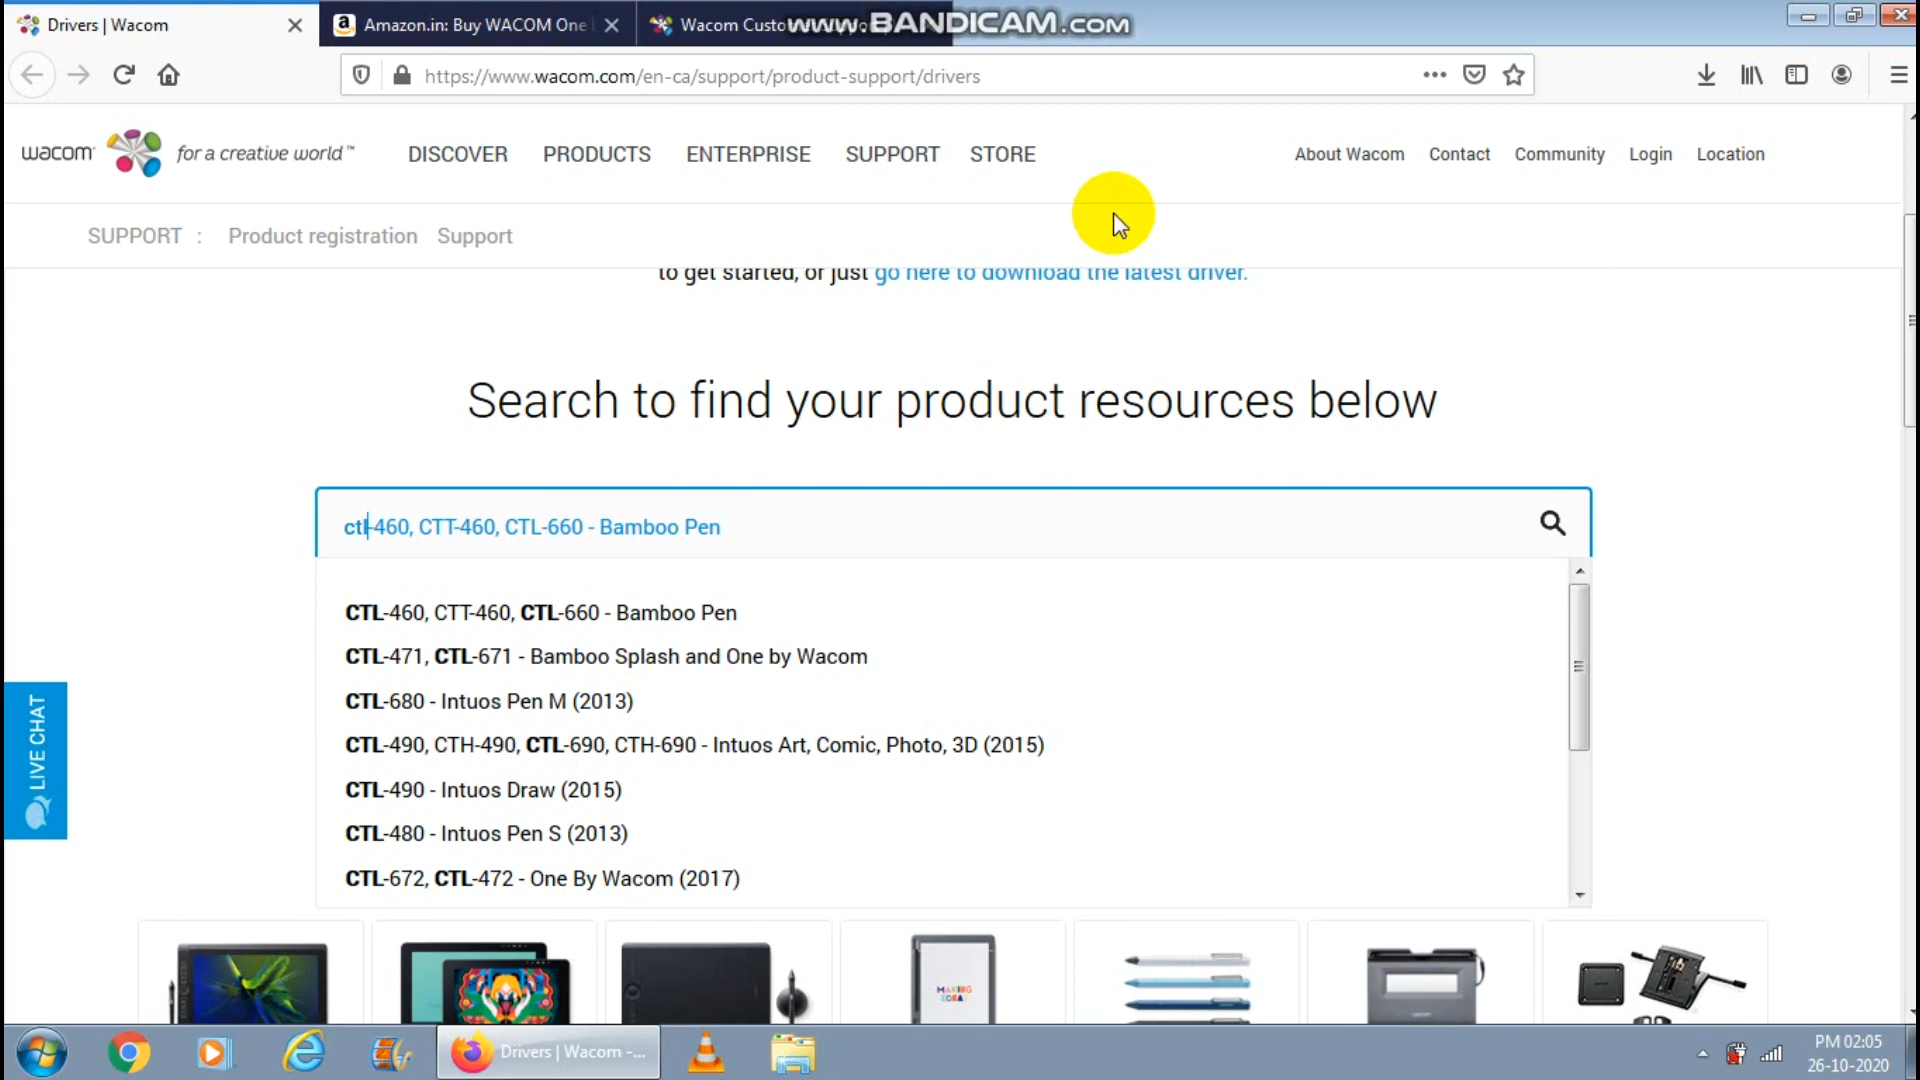 Drivers | Wacom
Amazon.in: Buy WACOM One
Wacom Custo
www.BANDICAM.com
https://www.wacom.com/en-ca/support/product-support/drivers
wacom for a creative world™
DISCOVER PRODUCTS ENTERPRISE SUPPORT STORE
About Wacom Contact Community Login Location
SUPPORT : Product registration Support
to get started, or just go here to download the latest driver.
Search to find your product resources below
ctl-460, CTT-460, CTL-660 - Bamboo Pen
CTL-460, CTT-460, CTL-660 - Bamboo Pen
CTL-471, CTL-671 - Bamboo Splash and One by Wacom
CTL-680 - Intuos Pen M (2013)
CTL-490, CTH-490, CTL-690, CTH-690 - Intuos Art, Comic, Photo, 3D (2015)
CTL-490 - Intuos Draw (2015)
CTL-480 - Intuos Pen S (2013)
CTL-672, CTL-472 - One By Wacom (2017)
LIVE CHAT
MAKING
IDEAS
Drivers | Wacom -...
PM 02:05
26-10-2020